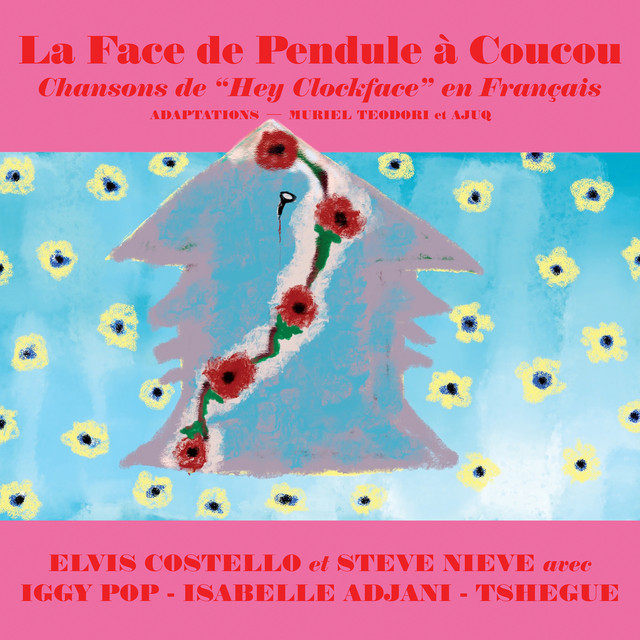 La Face de Pendule à Coucou
Chansons de “Hey Clockface” en Français
ADAPTATIONS — MURIEL TEODORI et AJUQ
ELVIS COSTELLO et STEVE NIEVE avec
IGGY POP - ISABELLE ADJANI - TSHEGUE